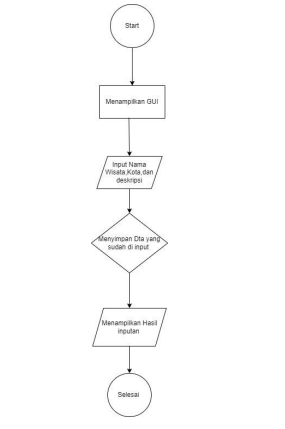 Start
Menampilkan GUI
Input Nama
Wisata,Kota,dan
deskripsi
Menyimpan Dta yang
sudah di input
Menampilkan Hasil
inputan
Selesai